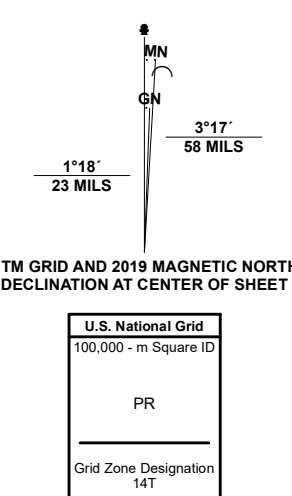 MN
GN
3°17´
58 MILS
1°18´
23 MILS
TM GRID AND 2019 MAGNETIC NORTH
DECLINATION AT CENTER OF SHEET
U.S. National Grid
100,000 - m Square ID
PR
Grid Zone Designation
14T